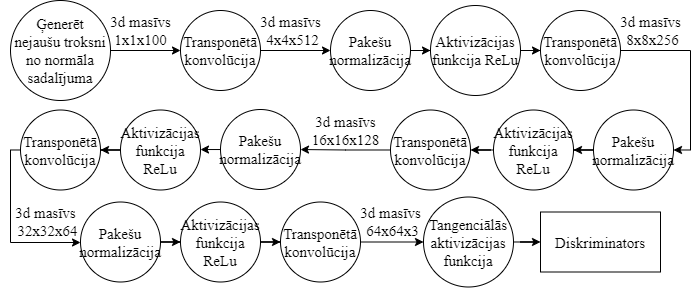 Ģenerēt
nejaušu troksni
no normāla
sadalījuma
3d masīvs
1x1x100
Transponētā
konvolūcija
3d masīvs
4x4x512
Pakešu
normalizācija
Aktivizācijas
funkcija ReLu
Transponētā
konvolūcija
3d masīvs
8x8x256
Pakešu
normalizācija
Aktivizācijas
funkcija
ReLu
Transponētā
konvolūcija
3d masīvs
16x16x128
Pakešu
normalizācija
Aktivizācijas
funkcija
ReLu
Transponētā
konvolūcija
3d masīvs
32x32x64
Pakešu
normalizācija
Aktivizācijas
funkcija
ReLu
Transponētā
konvolūcija
3d masīvs
64x64x3
Tangenciālās
aktivizācijas
funkcija
Diskriminators